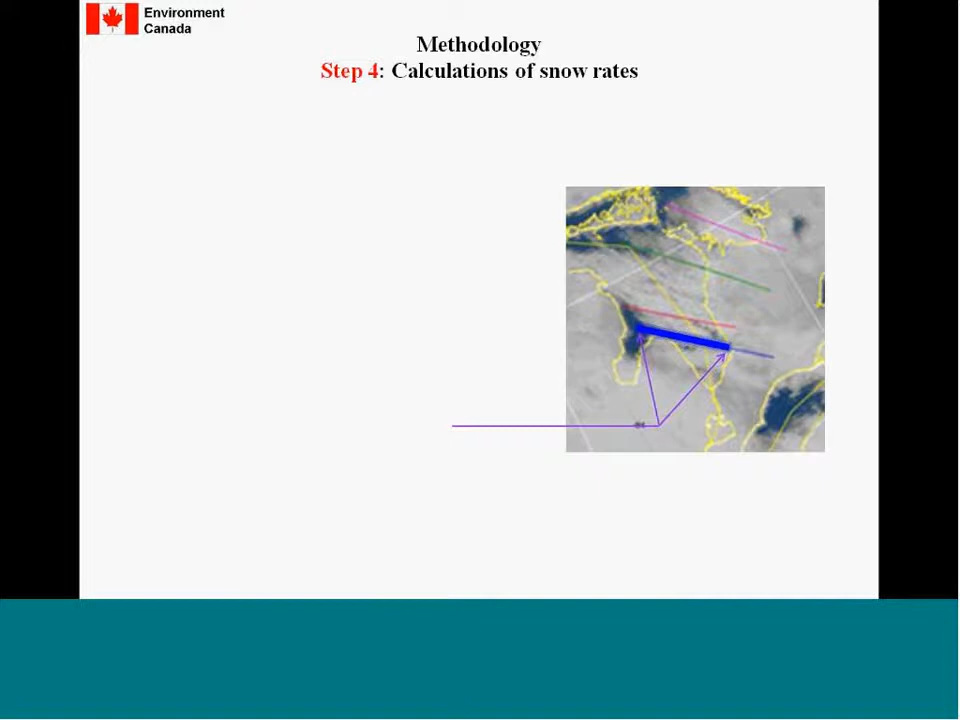 Environment
Canada
Methodology
Step 4: Calculations of snow rates